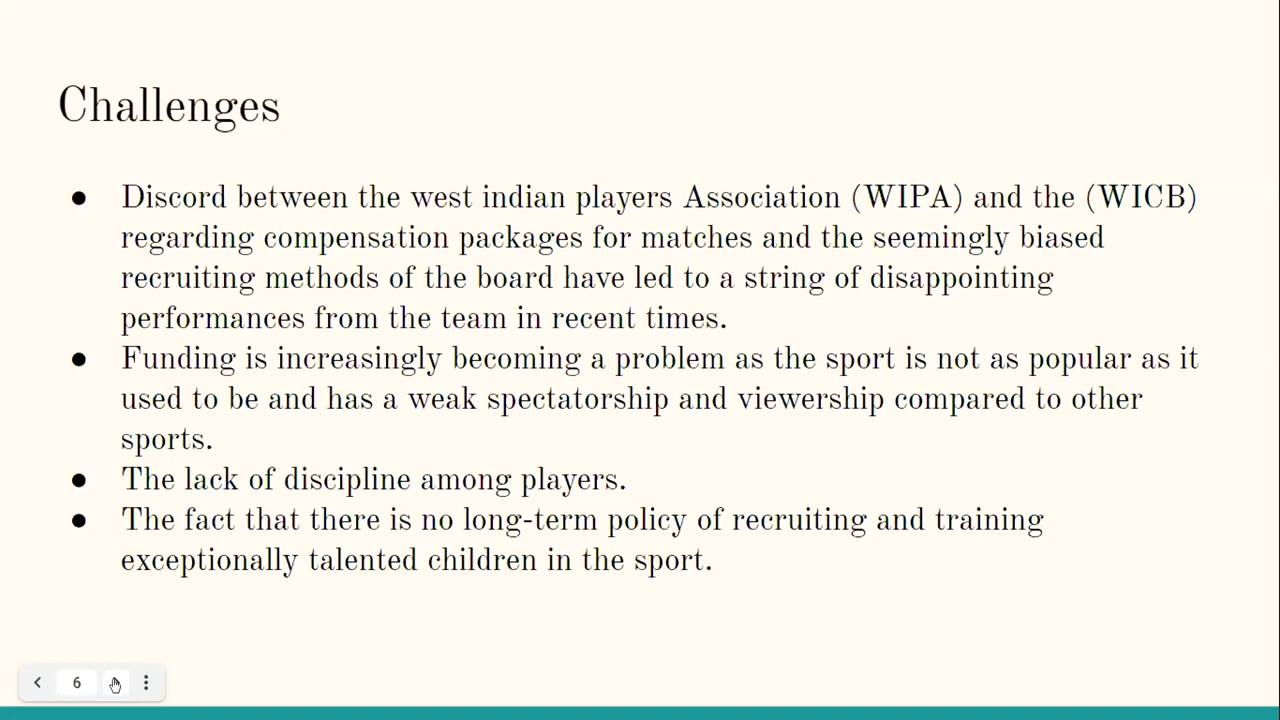 Challenges
● Discord between the west indian players Association (WIPA) and the (WICB)
regarding compensation packages for matches and the seemingly biased
recruiting methods of the board have led to a string of disappointing
performances from the team in recent times.
● Funding is increasingly becoming a problem as the sport is not as popular as it
used to be and has a weak spectatorship and viewership compared to other
sports.
● The lack of discipline among players.
● The fact that there is no long-term policy of recruiting and training
exceptionally talented children in the sport.
6